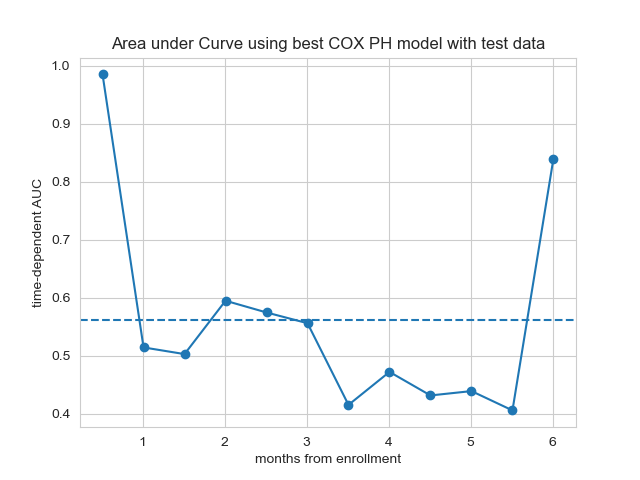 Area under Curve using best COX PH model with test data
time-dependent AUC
1.0
0.9
0.8
0.7
0.6
0.5
0.4
1 2 3 4 5 6
months from enrollment